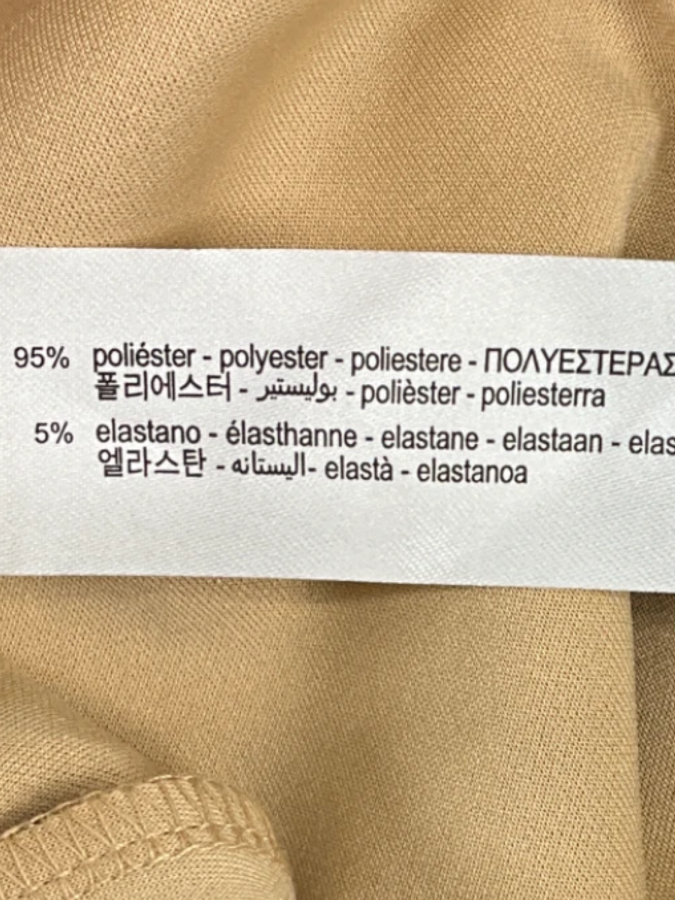 95% poliéster - polyester - poliestere - ΠΟΛΥΕΣΤΕΡΑΣ
폴리에스터 - بوليستير - polièster - poliesterra
5% elastano - élasthanne - elastane - elastaan -
엘라스탄 - اليستانه- elastà - elastanoa